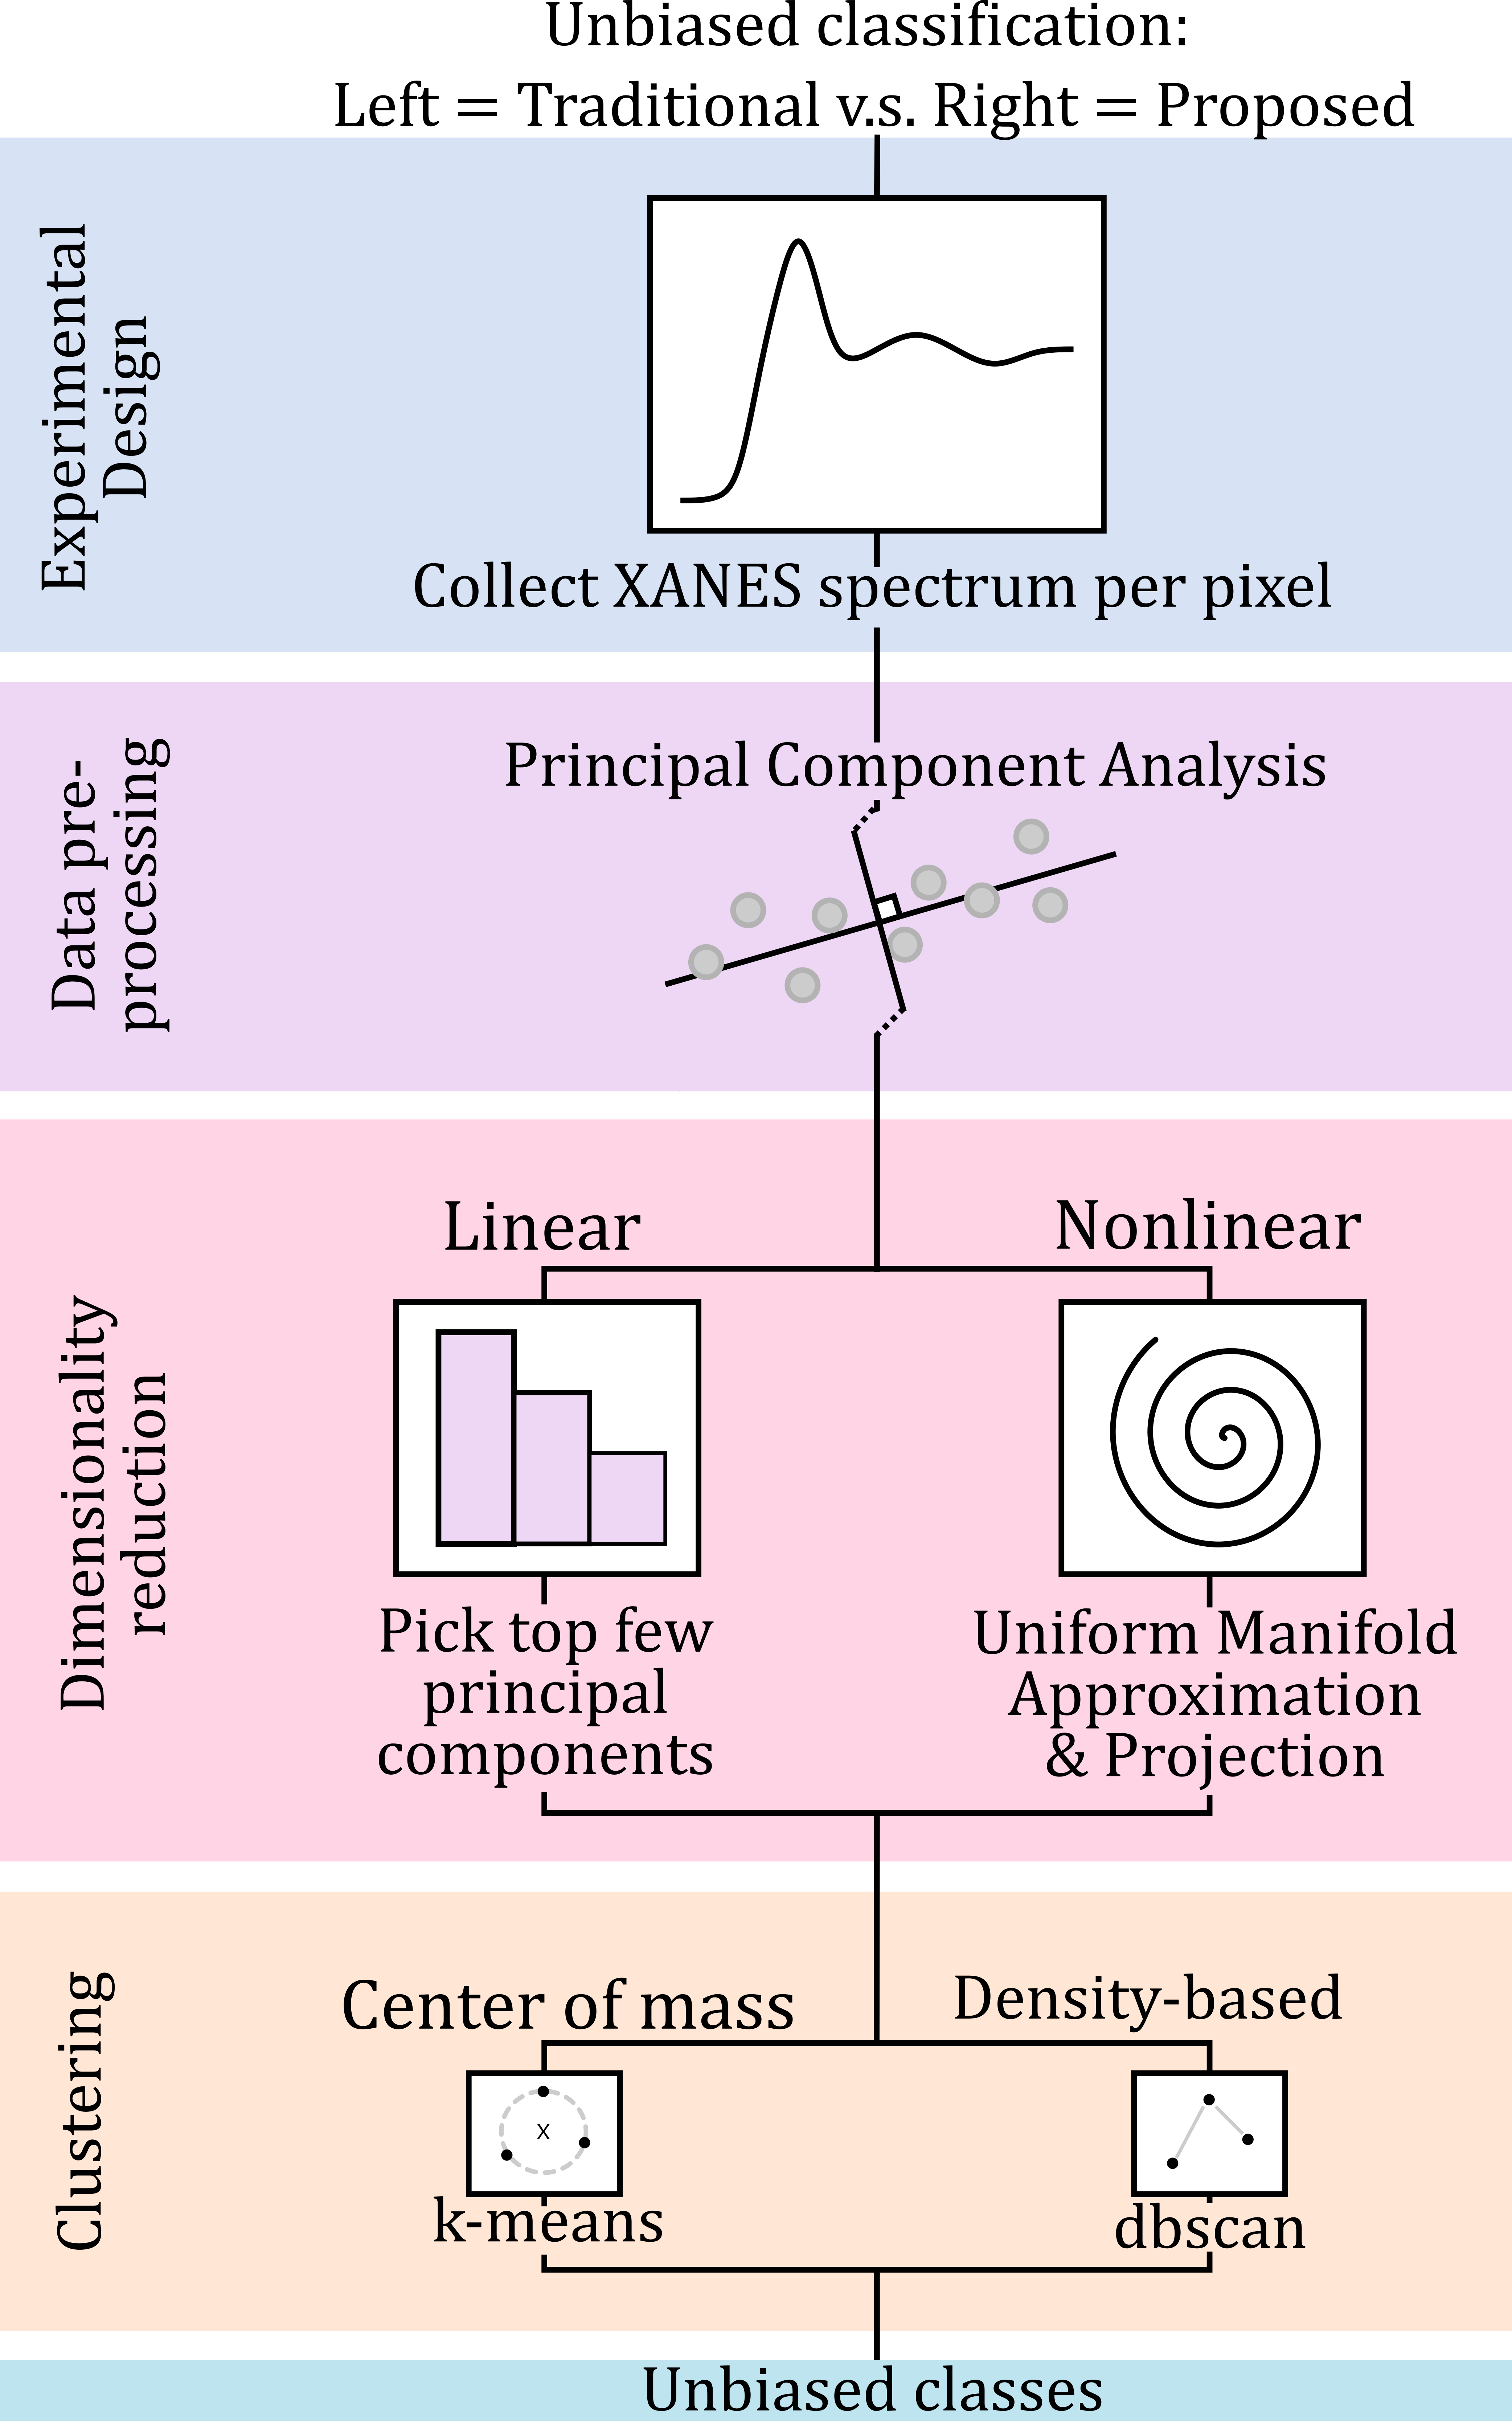 Unbiased classification:
Left = Traditional v.s. Right = Proposed
Experimental
Design
Collect XANES spectrum per pixel
Data pre-
processing
Principal Component Analysis
Dimensionality
reduction
Linear
Nonlinear
Pick top few
principal
components
Uniform Manifold
Approximation
& Projection
Clustering
Center of mass
Density-based
x
k-means
dbscan
Unbiased classes